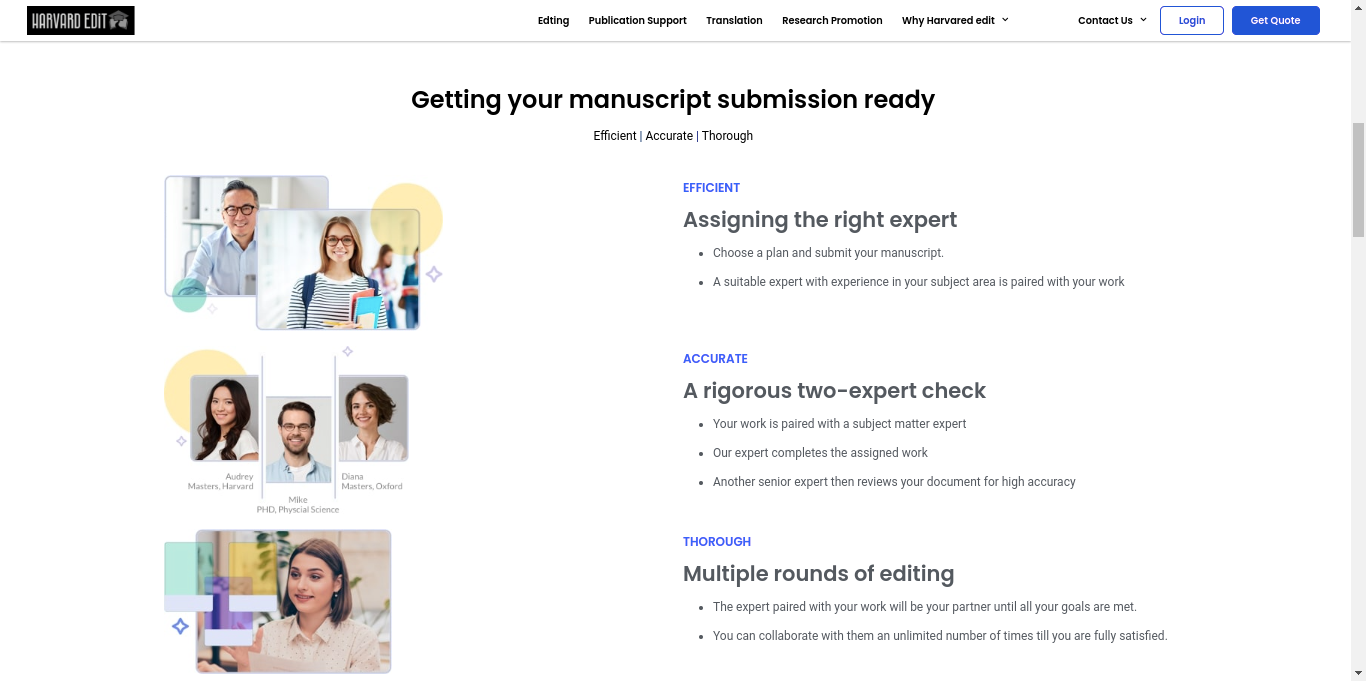 HARVARD EDIT
Edting
Publication Support
Translation
Research Promotion
Why Harvared edit
Contact Us
Login
Get Quote
Getting your manuscript submission ready
Efficient | Accurate | Thorough
EFFICIENT
Assigning the right expert
• Choose a plan and submit your manuscript.
• A suitable expert with experience in your subject area is paired with your work
Audrey
Masters, Harvard
Mike
PHD, Physcial Science
Diana
Masters, Oxford
ACCURATE
A rigorous two-expert check
• Your work is paired with a subject matter expert
• Our expert completes the assigned work
• Another senior expert then reviews your document for high accuracy
THOROUGH
Multiple rounds of editing
• The expert paired with your work will be your partner until all your goals are met.
• You can collaborate with them an unlimited number of times till you are fully satisfied.